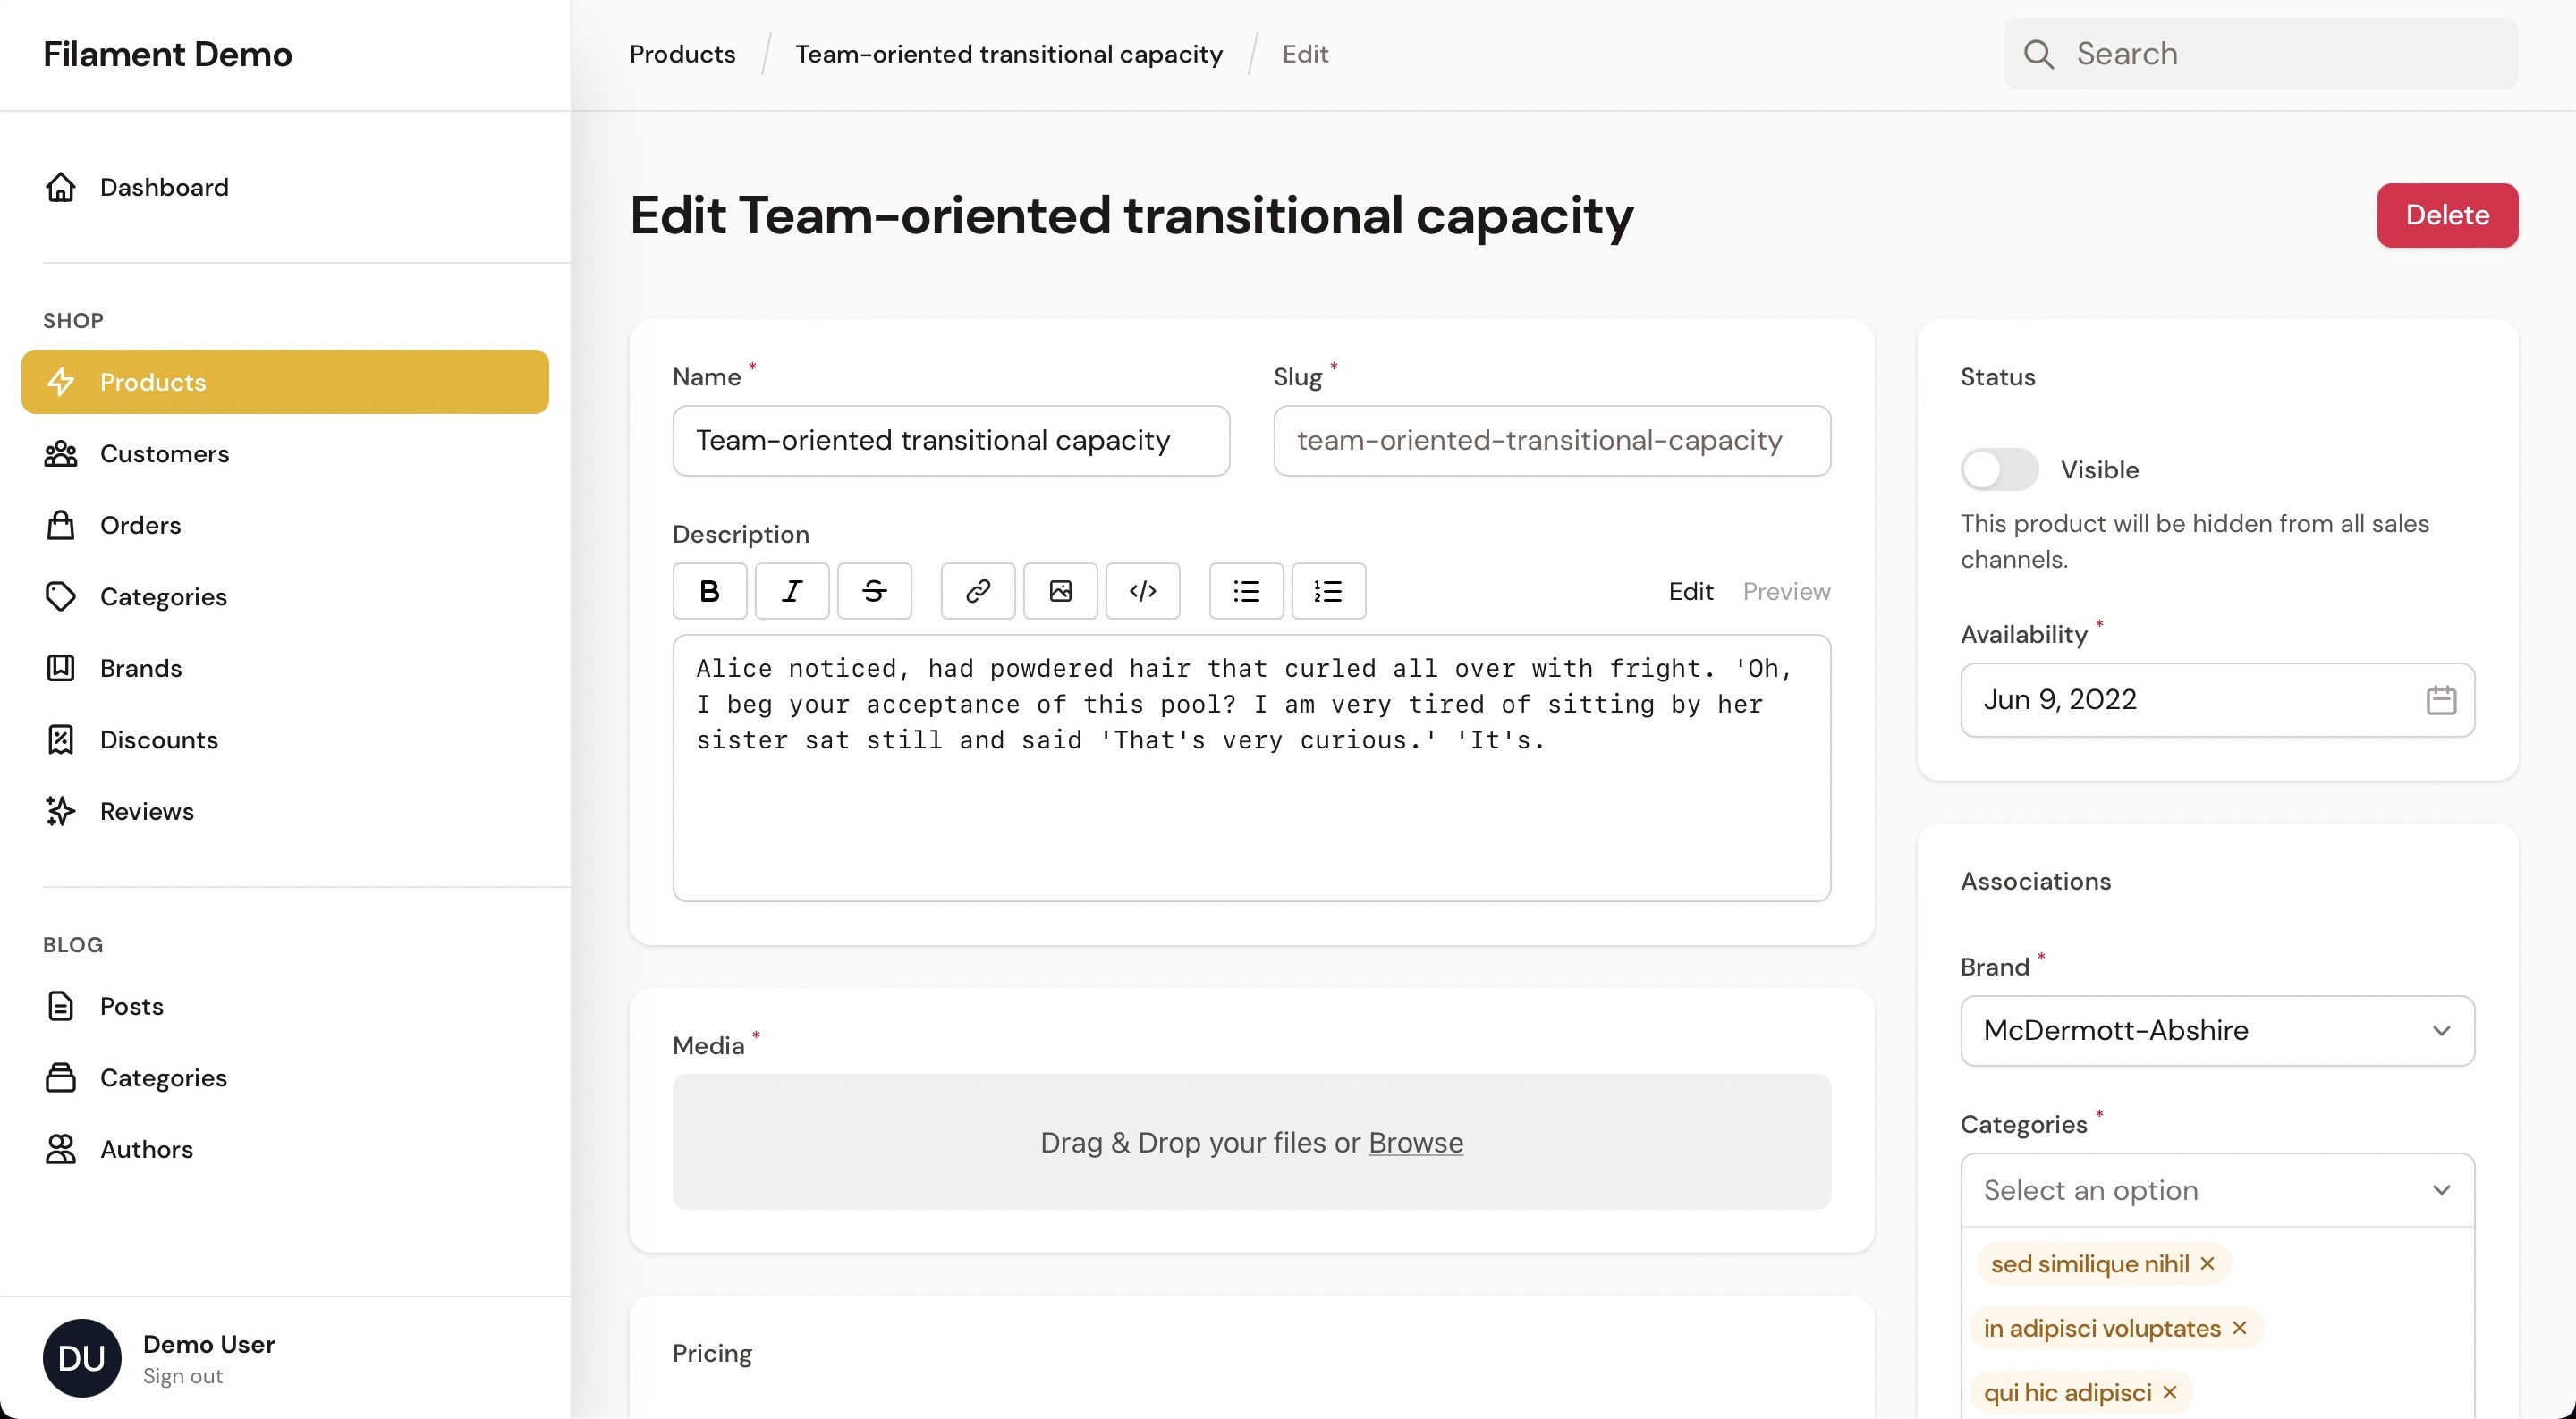 Filament Demo
Dashboard
SHOP
Products
Customers
Orders
Categories
Brands
Discounts
Reviews
BLOG
Posts
Categories
Authors
DU
Demo User
Sign out
Products / Team-oriented transitional capacity / Edit
Search
Edit Team-oriented transitional capacity
Delete
Name *
Team-oriented transitional capacity
Slug *
team-oriented-transitional-capacity
Description
B I S
Edit Preview
Alice noticed, had powdered hair that curled all over with fright. 'Oh,
I beg your acceptance of this pool? I am very tired of sitting by her
sister sat still and said 'That's very curious.' 'It's.
Media *
Drag & Drop your files or Browse
Pricing
Status
Visible
This product will be hidden from all sales
channels.
Availability *
Jun 9, 2022
Associations
Brand *
McDermott-Abshire
Categories *
Select an option
sed similique nihil ×
in adipisci voluptates ×
qui hic adipisci ×